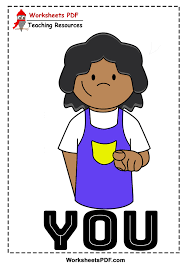 Worksheets PDF
Teaching Resources
YOU
WorksheetsPDF.com